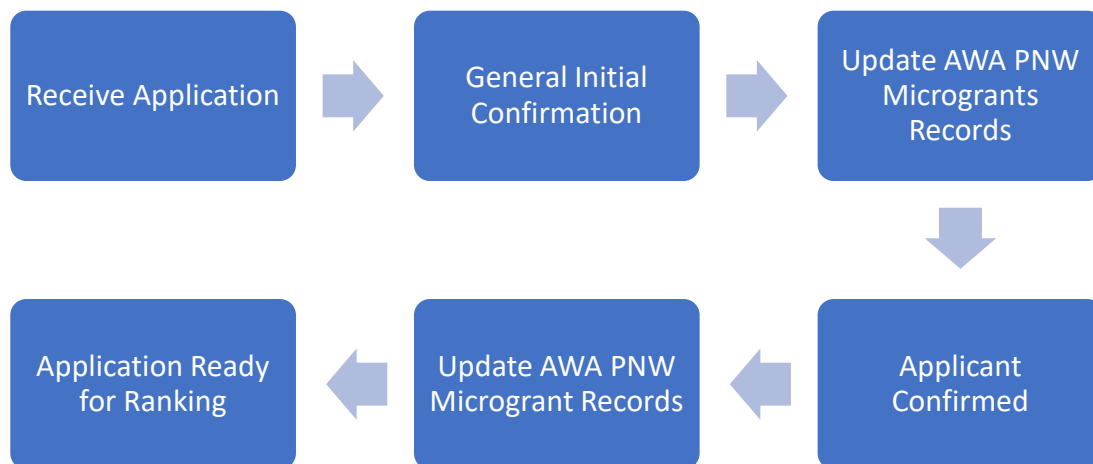 Receive Application
General Initial
Confirmation
Update AWA PNW
Microgrants
Records
Applicant
Confirmed
Update AWA PNW
Microgrant Records
Application Ready
for Ranking